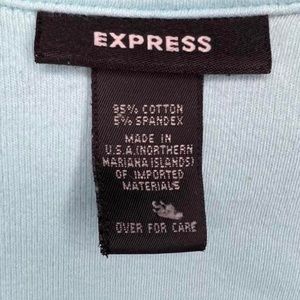 EXPRESS
95% COTTON
5% SPANDEX
MADE IN
U.S.A.(NORTHERN
MARIANA ISLANDS)
OF IMPORTED
MATERIALS
OVER FOR CARE